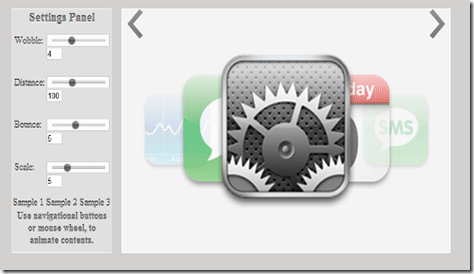 Settings Panel
Wobble:
4
Distance:
100
Bounce:
5
Scale:
5
Sample 1 Sample 2 Sample 3
Use navigational buttons
or mouse wheel, to
animate contents.
day
SMS